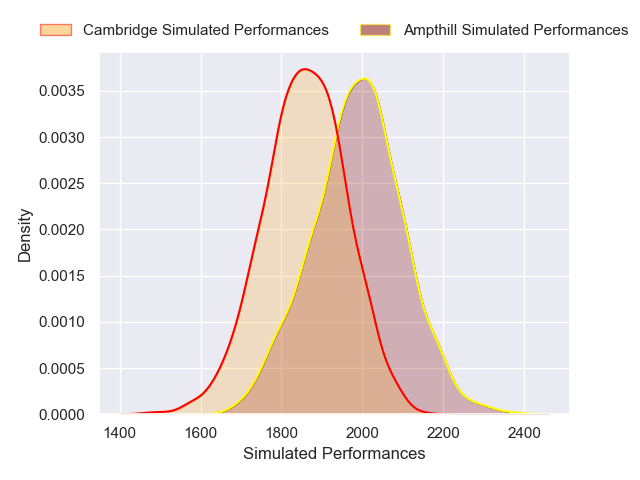 Cambridge Simulated Performances Ampthill Simulated Performances
0.0035
0.0030
0.0025
0.0020
0.0015
0.0010
0.0005
0.0000
Density
1400 1600 1800 2000 2200 2400
Simulated Performances